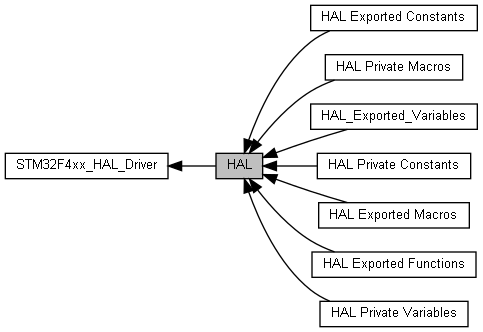 HAL Exported Constants
HAL Private Macros
HAL_Exported_Variables
STM32F4xx_HAL_Driver
HAL
HAL Private Constants
HAL Exported Macros
HAL Exported Functions
HAL Private Variables